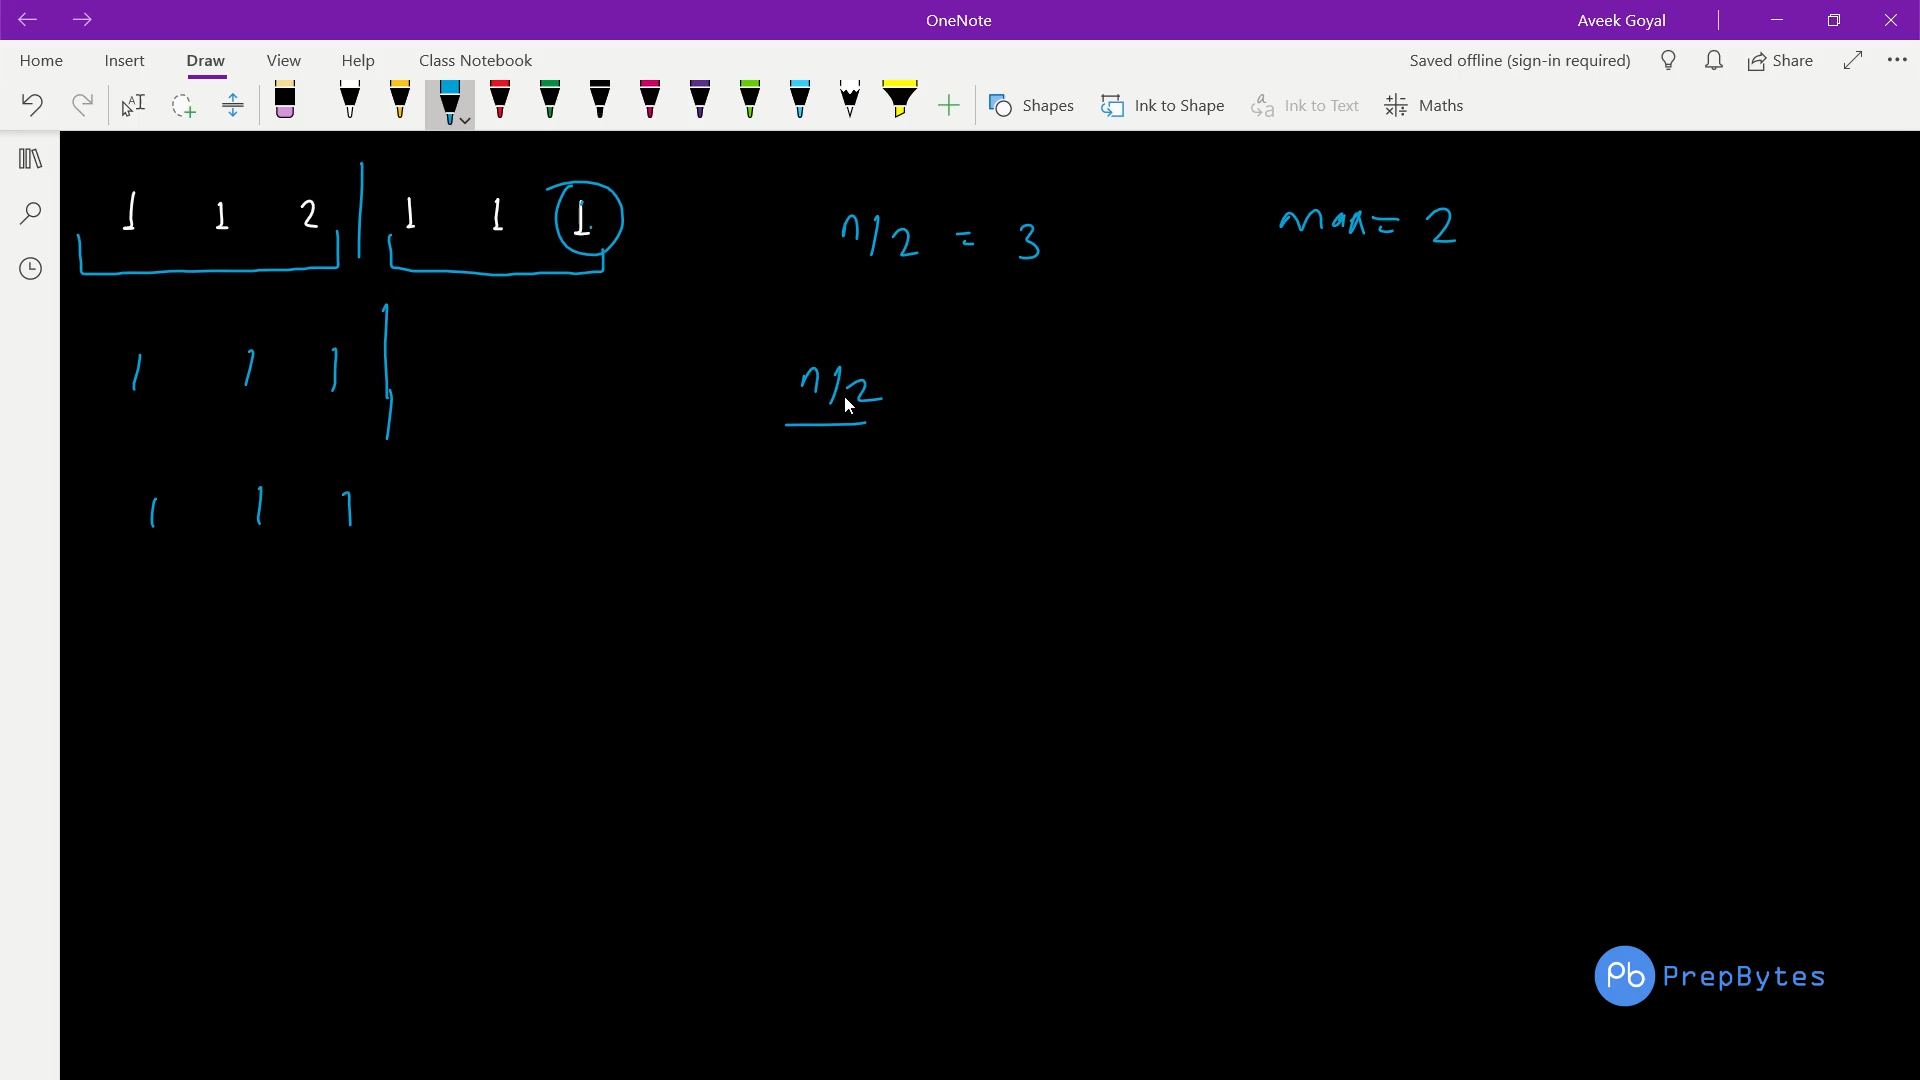 OneNote
Aveek Goyal
Home Insert Draw View Help Class Notebook
Saved offline (sign-in required) Share
Shapes Ink to Shape Ink to Text Maths
1 1 2 | 1 1 1
n/2 = 3
max = 2
1 1 1
n/2
1 1 1
Pb PrepBytes